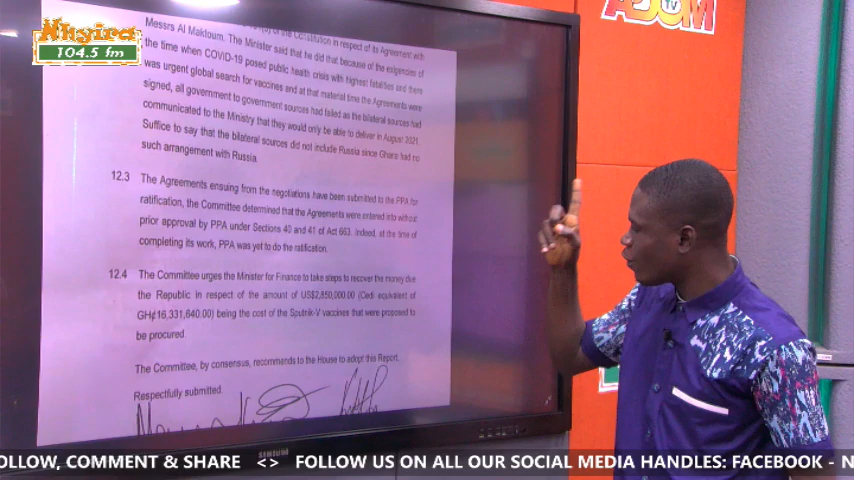 Nhyira
104.5 fm
ADOM
TV
of the Constitution in respect of its Agreement with
Messrs Al Maktoum. The Minister said that he did that because of the exigencies of
the time when COVID-19 posed public health crisis with highest fatalities and there
was urgent global search for vaccines and at that material time the Agreements were
signed, all government to government sources had failed as the bilateral sources had
communicated to the Ministry that they would only be able to deliver in August 2021.
Suffice to say that the bilateral sources did not include Russia since Ghana had no
such arrangement with Russia.
12.3 The Agreements ensuing from the negotiations have been submitted to the PPA for
ratification, the Committee determined that the Agreements were entered into without
prior approval by PPA under Sections 40 and 41 of Act 663. Indeed, at the time of
completing its work, PPA was yet to do the ratification.
12.4 The Committee urges the Minister for Finance to take steps to recover the money due
the Republic in respect of the amount of US$2,850,000.00 (Cedi equivalent of
GH¢16,331,640.00) being the cost of the Sputnik-V vaccines that were proposed to
be procured.
The Committee, by consensus, recommends to the House to adopt this Report.
Respectfully submitted.
SAMSUNG
OLLOW, COMMENT & SHARE <> FOLLOW US ON ALL OUR SOCIAL MEDIA HANDLES: FACEBOOK - N